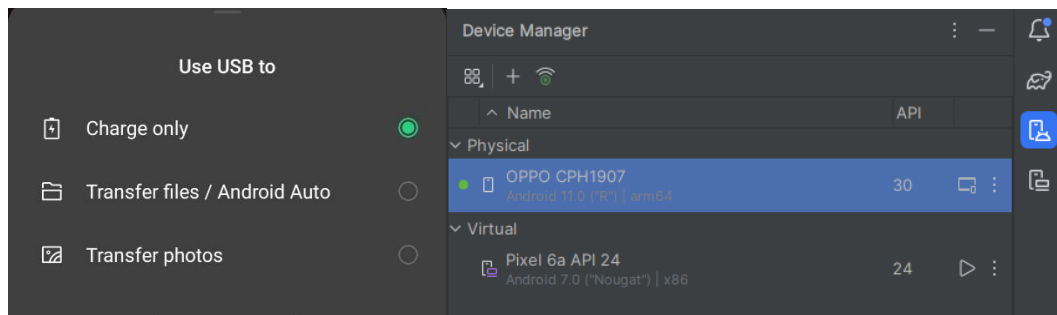 Use USB to
Charge only
Transfer files / Android Auto
Transfer photos
Device Manager
Name API
Physical
OPPO CPH1907
Android 11.0 ("R") | arm64
30
Virtual
Pixel 6a API 24
Android 7.0 ("Nougat") | x86
24